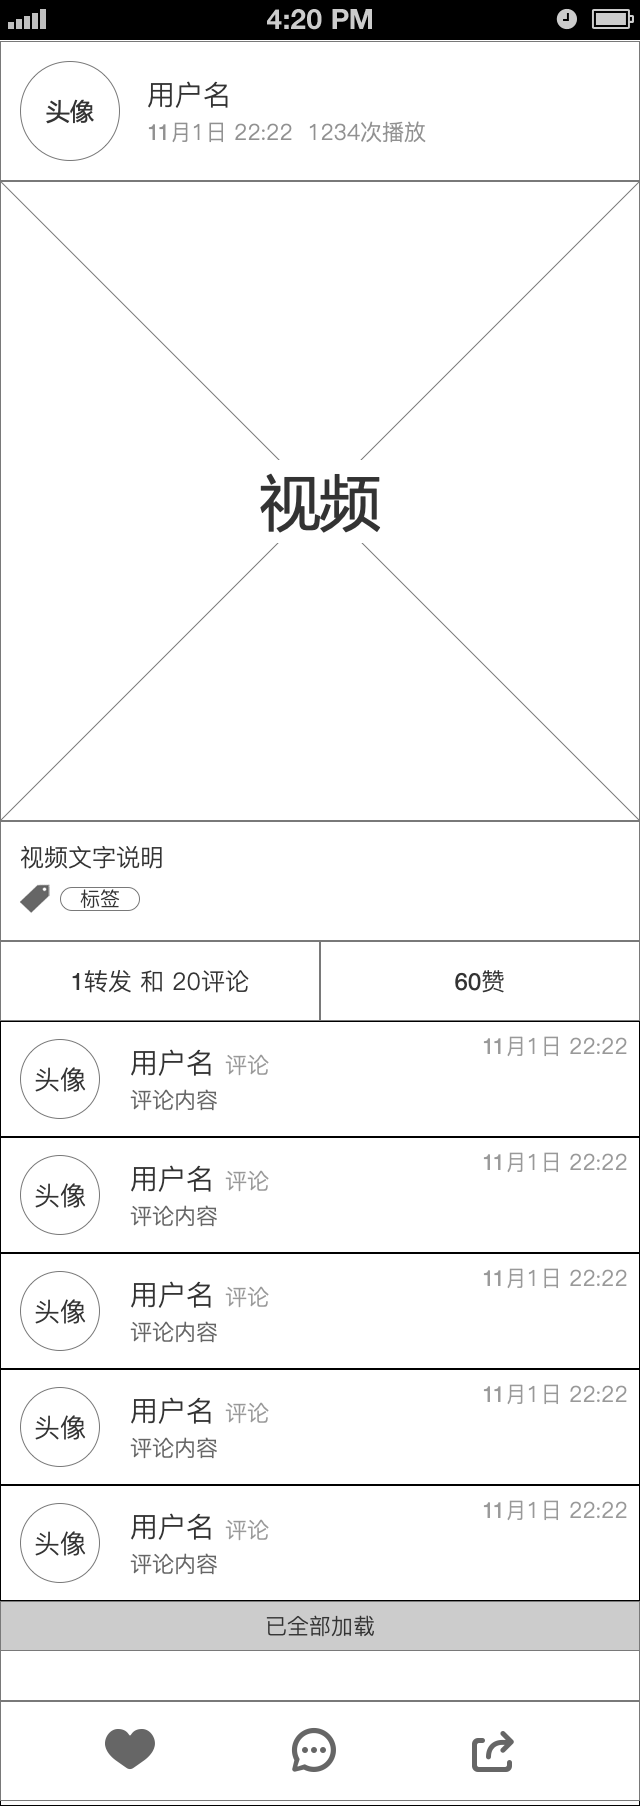 4:20 PM
头像
用户名
11月1日 22:22 1234次播放
视频
视频文字说明
标签
1转发 和 20评论
60赞
头像
用户名 评论
11月1日 22:22
评论内容
头像
用户名 评论
11月1日 22:22
评论内容
头像
用户名 评论
11月1日 22:22
评论内容
头像
用户名 评论
11月1日 22:22
评论内容
头像
用户名 评论
11月1日 22:22
评论内容
已全部加载